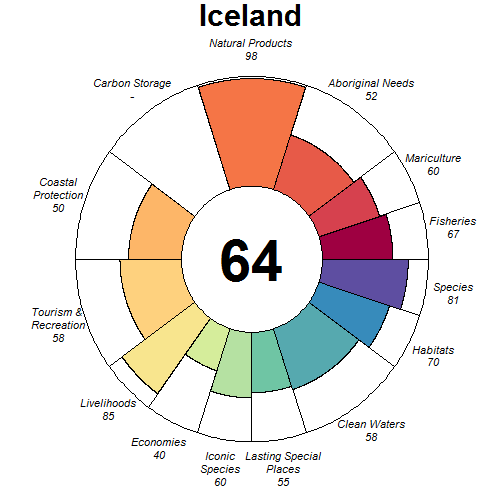 Iceland
Natural Products
98
Carbon Storage
-
Aboriginal Needs
52
Mariculture
60
Coastal
Protection
50
Fisheries
67
64
Species
81
Tourism &
Recreation
58
Habitats
70
Livelihoods
85
Clean Waters
58
Economies
40
Iconic
Species
60
Lasting Special
Places
55